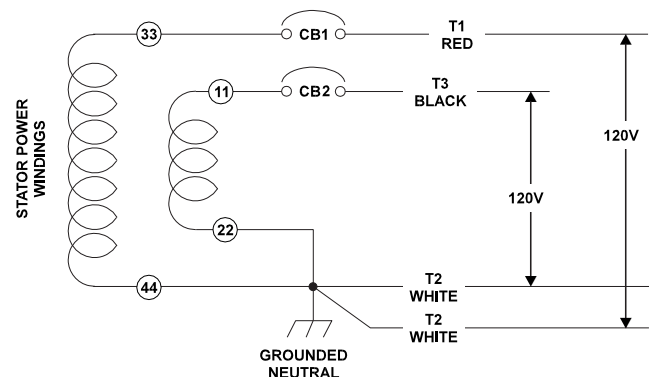 33
CB1
T1
RED
11
CB2
T3
BLACK
STATOR POWER
WINDINGS
120V
120V
22
44
T2
WHITE
T2
WHITE
GROUNDED
NEUTRAL